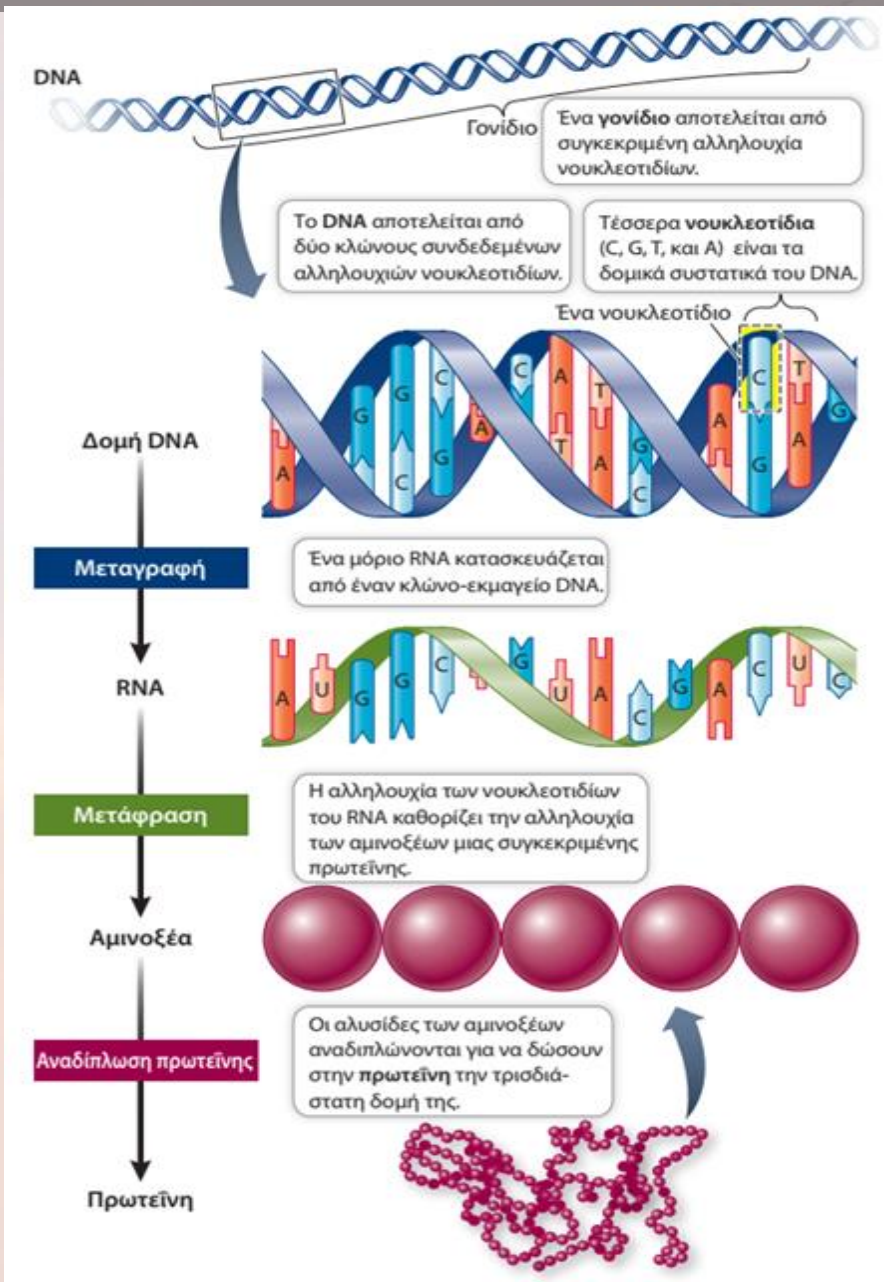 DNA
Γονίδιο
Ένα γονίδιο αποτελείται από
συγκεκριμένη αλληλουχία
νουκλεοτιδίων.
Το DNA αποτελείται από
δύο κλώνους συνδεδεμένων
αλληλουχιών νουκλεοτιδίων.
Τέσσερα νουκλεοτίδια
(C, G, T, και A) είναι τα
δομικά συστατικά του DNA.
Ένα νουκλεοτίδιο
G G C C A T A C T G
A C G A T A G C A G A
Δομή DNA
Μεταγραφή
Ένα μόριο RNA κατασκευάζεται
από έναν κλώνο-εκμαγείο DNA.
RNA
A U G G C G U A C G A C U C
Μετάφραση
Η αλληλουχία των νουκλεοτιδίων
του RNA καθορίζει την αλληλουχία
των αμινοξέων μιας συγκεκριμένης
πρωτεΐνης.
Αμινοξέα
Αναδίπλωση πρωτεΐνης
Οι αλυσίδες των αμινοξέων
αναδιπλώνονται για να δώσουν
στην πρωτεΐνη την τρισδιά-
στατη δομή της.
Πρωτεΐνη